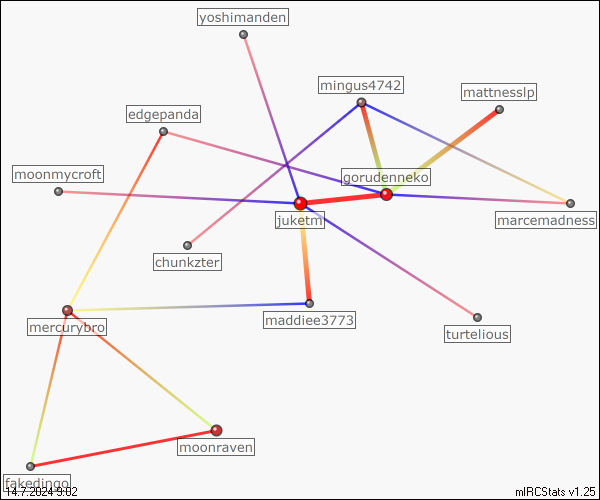 yoshimanden
mingus4742
mattnesslp
edgepanda
moonmycroft
gorudenneko
juketm
marcemadness
chunkzter
maddiee3773
mercurybro
turtelious
moonraven
fakedingo
14.7.2024 9:02
mIRCStats v1.25